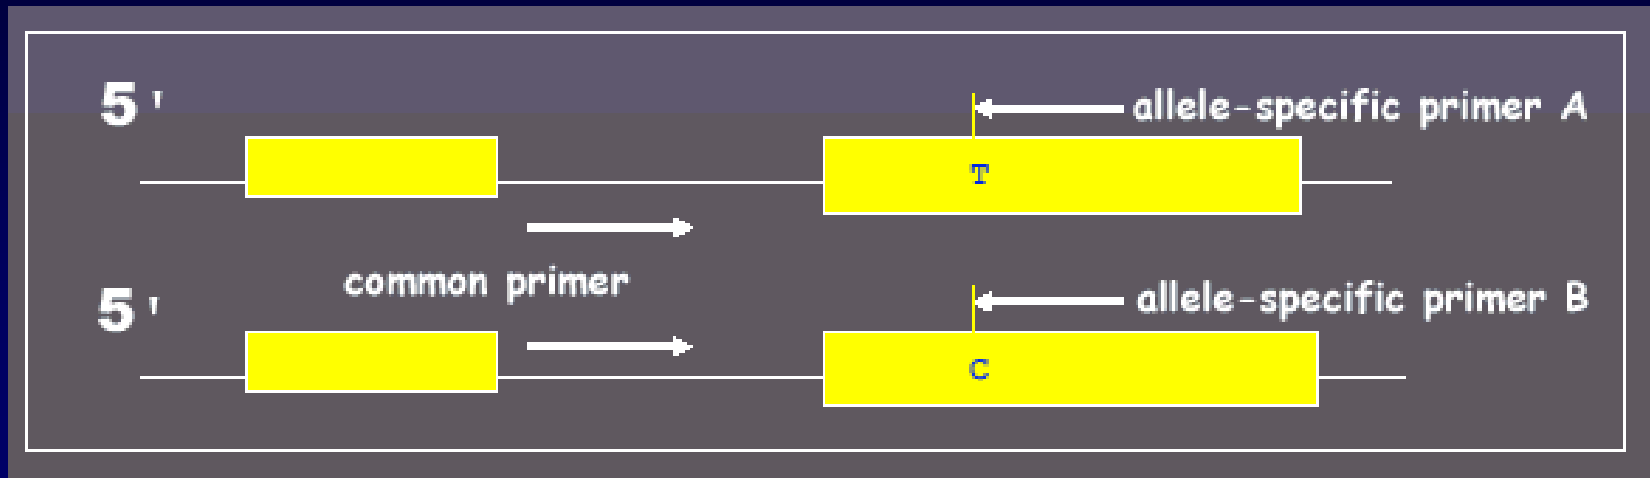 5'
allele-specific primer A
T
common primer
5'
allele-specific primer B
C